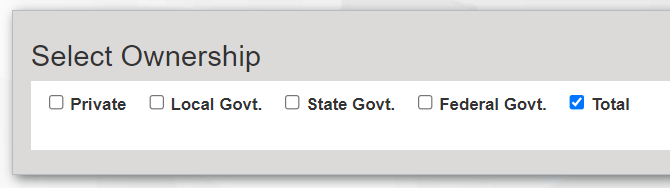 Select Ownership
Private Local Govt. State Govt. Federal Govt. Total